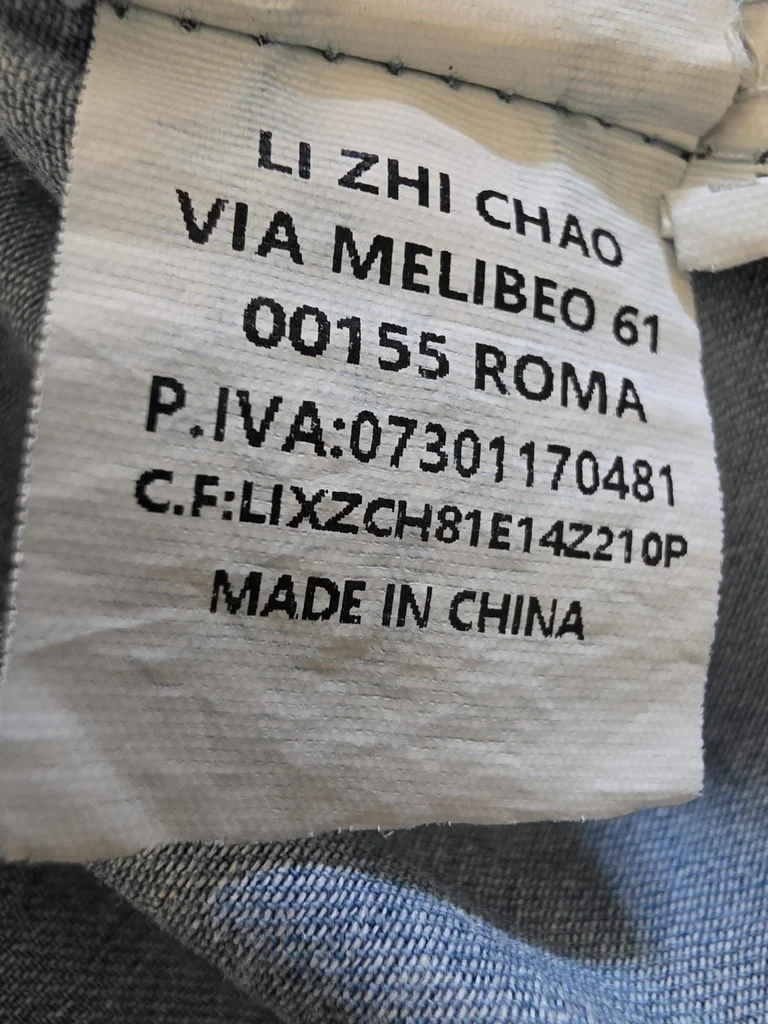 LI ZHI CHAO
VIA MELIBEO 61
00155 ROMA
P.IVA:07301170481
C.F:LIXZCH81E14Z210P
MADE IN CHINA